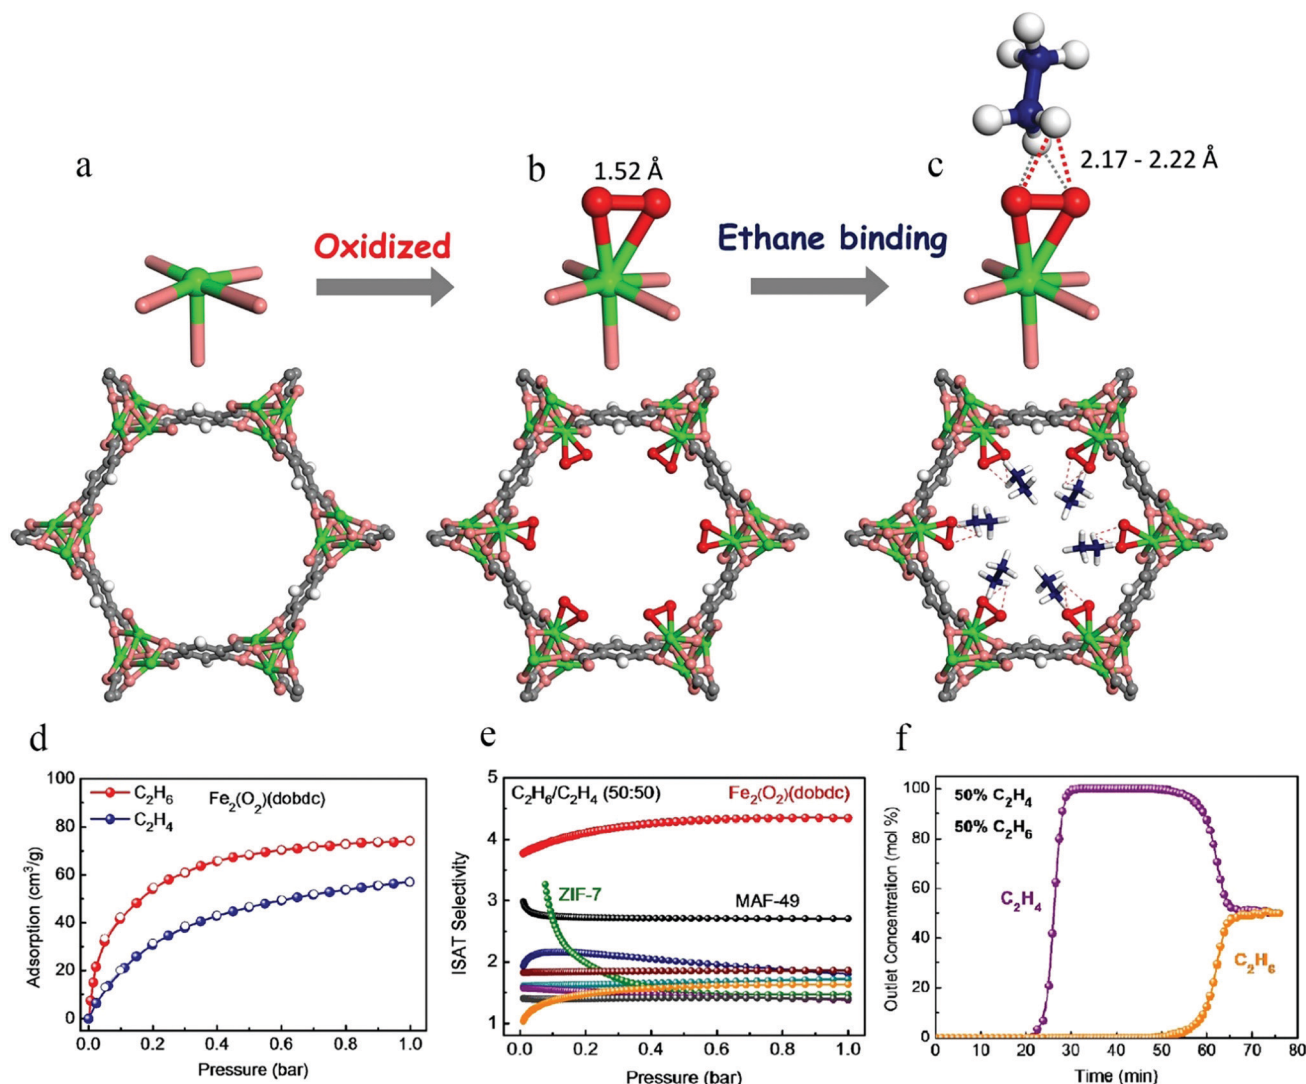 a
Oxidized
b
1.52 Å
Ethane binding
c
2.17 - 2.22 Å
d
100
80
60
40
20
0
Adsorption (cm³/g)
C₂H₆
C₂H₄
Fe₂(O₂)(dobdc)
0.0 0.2 0.4 0.6 0.8 1.0
Pressure (bar)
e
5
4
3
2
1
ISAT Selectivity
C₂H₆/C₂H₄ (50:50)
Fe₂(O₂)(dobdc)
ZIF-7
MAF-49
0.0 0.2 0.4 0.6 0.8 1.0
Pressure (bar)
f
100
80
60
40
20
0
Outlet Concentration (mol %)
50% C₂H₄
50% C₂H₆
C₂H₄
C₂H₆
0 10 20 30 40 50 60 70 80
Time (min)